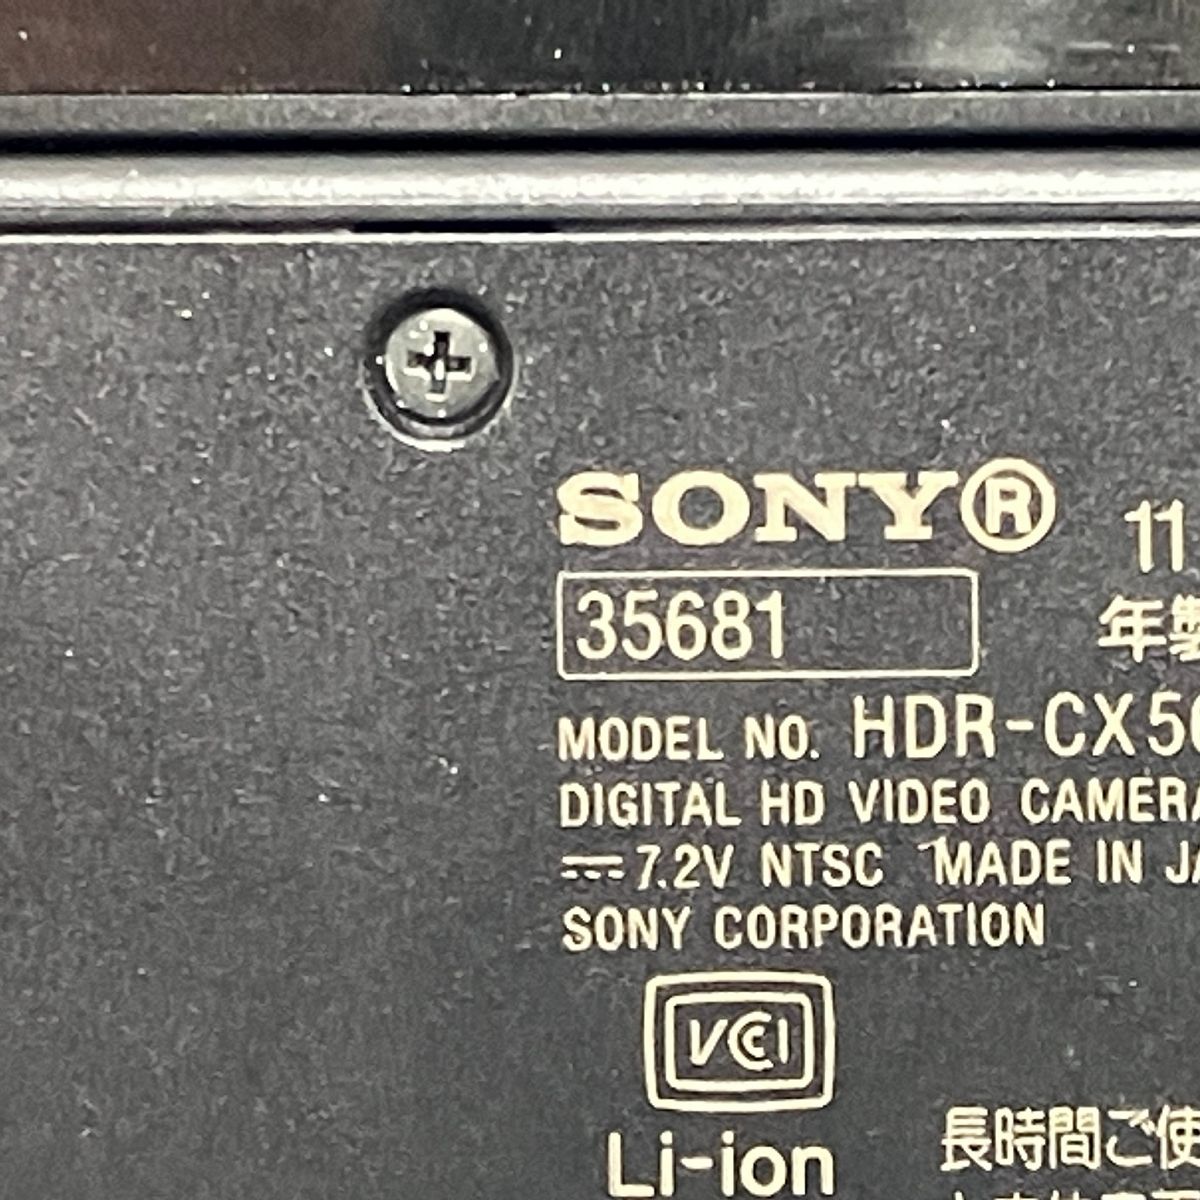 SONY®
11
35681
年製
MODEL NO. HDR-CX5
DIGITAL HD VIDEO CAMERA
⎓7.2V NTSC MADE IN JA
SONY CORPORATION
VCCI
Li-ion
長時間ご使